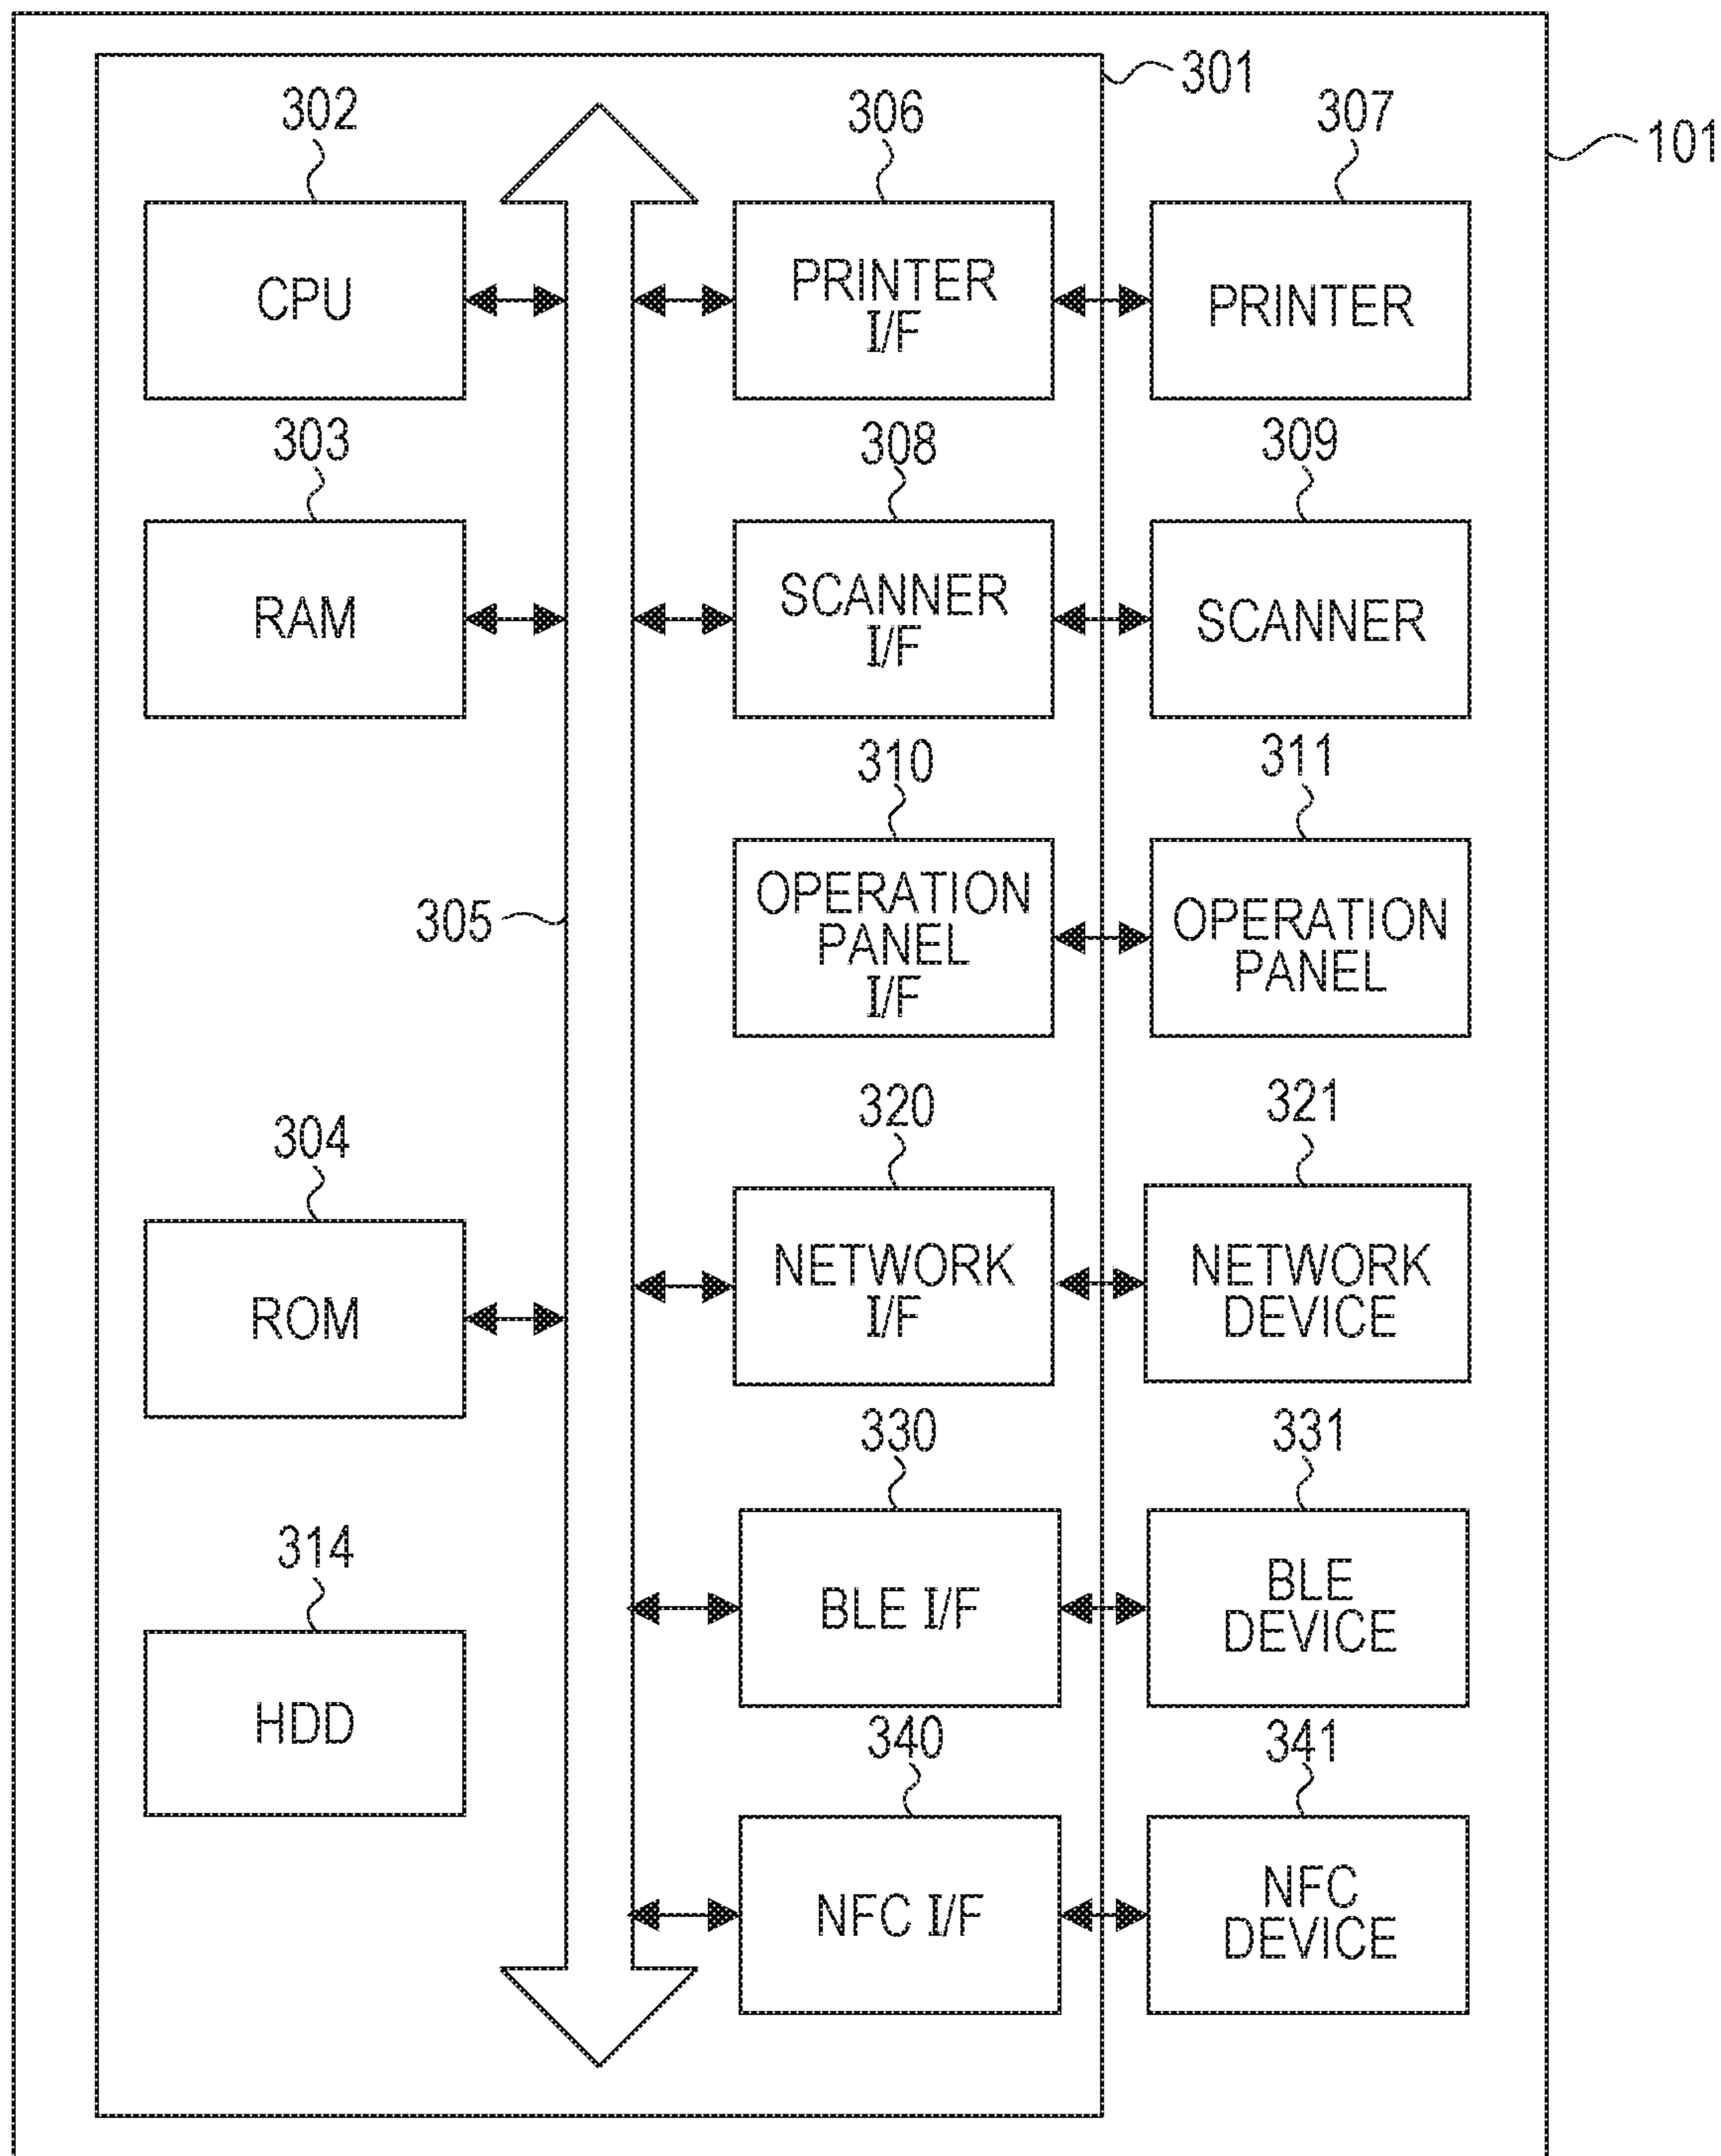 301
101
302
CPU
306
PRINTER
I/F
307
PRINTER
303
RAM
308
SCANNER
I/F
309
SCANNER
310
OPERATION
PANEL
I/F
311
OPERATION
PANEL
305
304
ROM
320
NETWORK
I/F
321
NETWORK
DEVICE
330
BLE I/F
331
BLE
DEVICE
314
HDD
340
NFC I/F
341
NFC
DEVICE